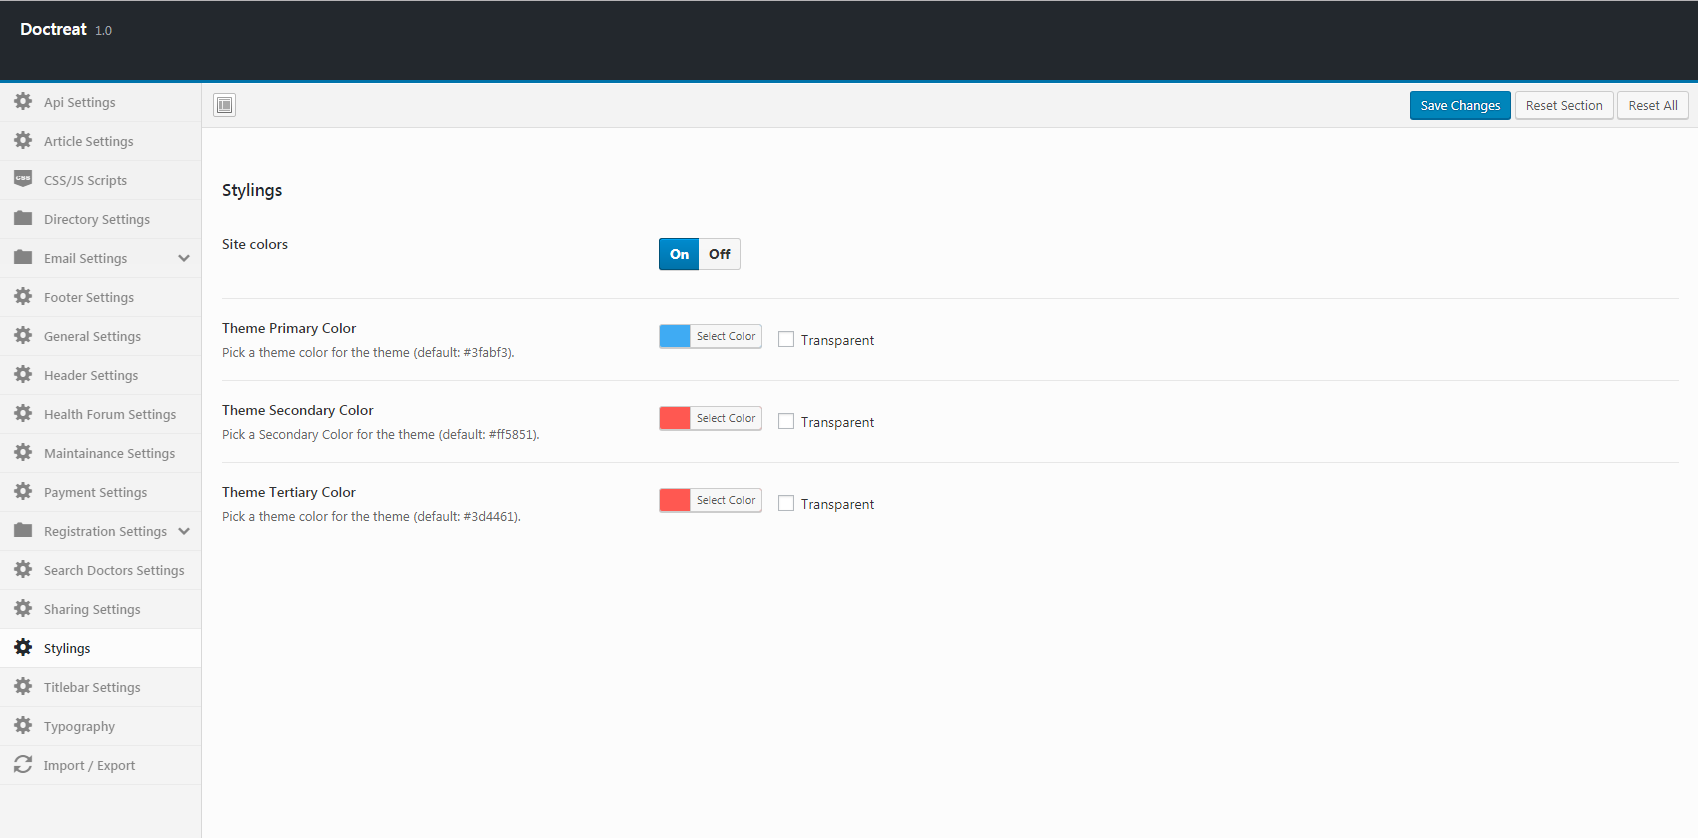 Doctreat 1.0
Save Changes Reset Section Reset All
Api Settings
Article Settings
CSS
CSS/JS Scripts
Directory Settings
Email Settings
Footer Settings
General Settings
Header Settings
Health Forum Settings
Maintainance Settings
Payment Settings
Registration Settings
Search Doctors Settings
Sharing Settings
Stylings
Titlebar Settings
Typography
Import / Export
Stylings
Site colors
On Off
Theme Primary Color
Pick a theme color for the theme (default: #3fabf3).
Select Color Transparent
Theme Secondary Color
Pick a Secondary Color for the theme (default: #ff5851).
Select Color Transparent
Theme Tertiary Color
Pick a theme color for the theme (default: #3d4461).
Select Color Transparent